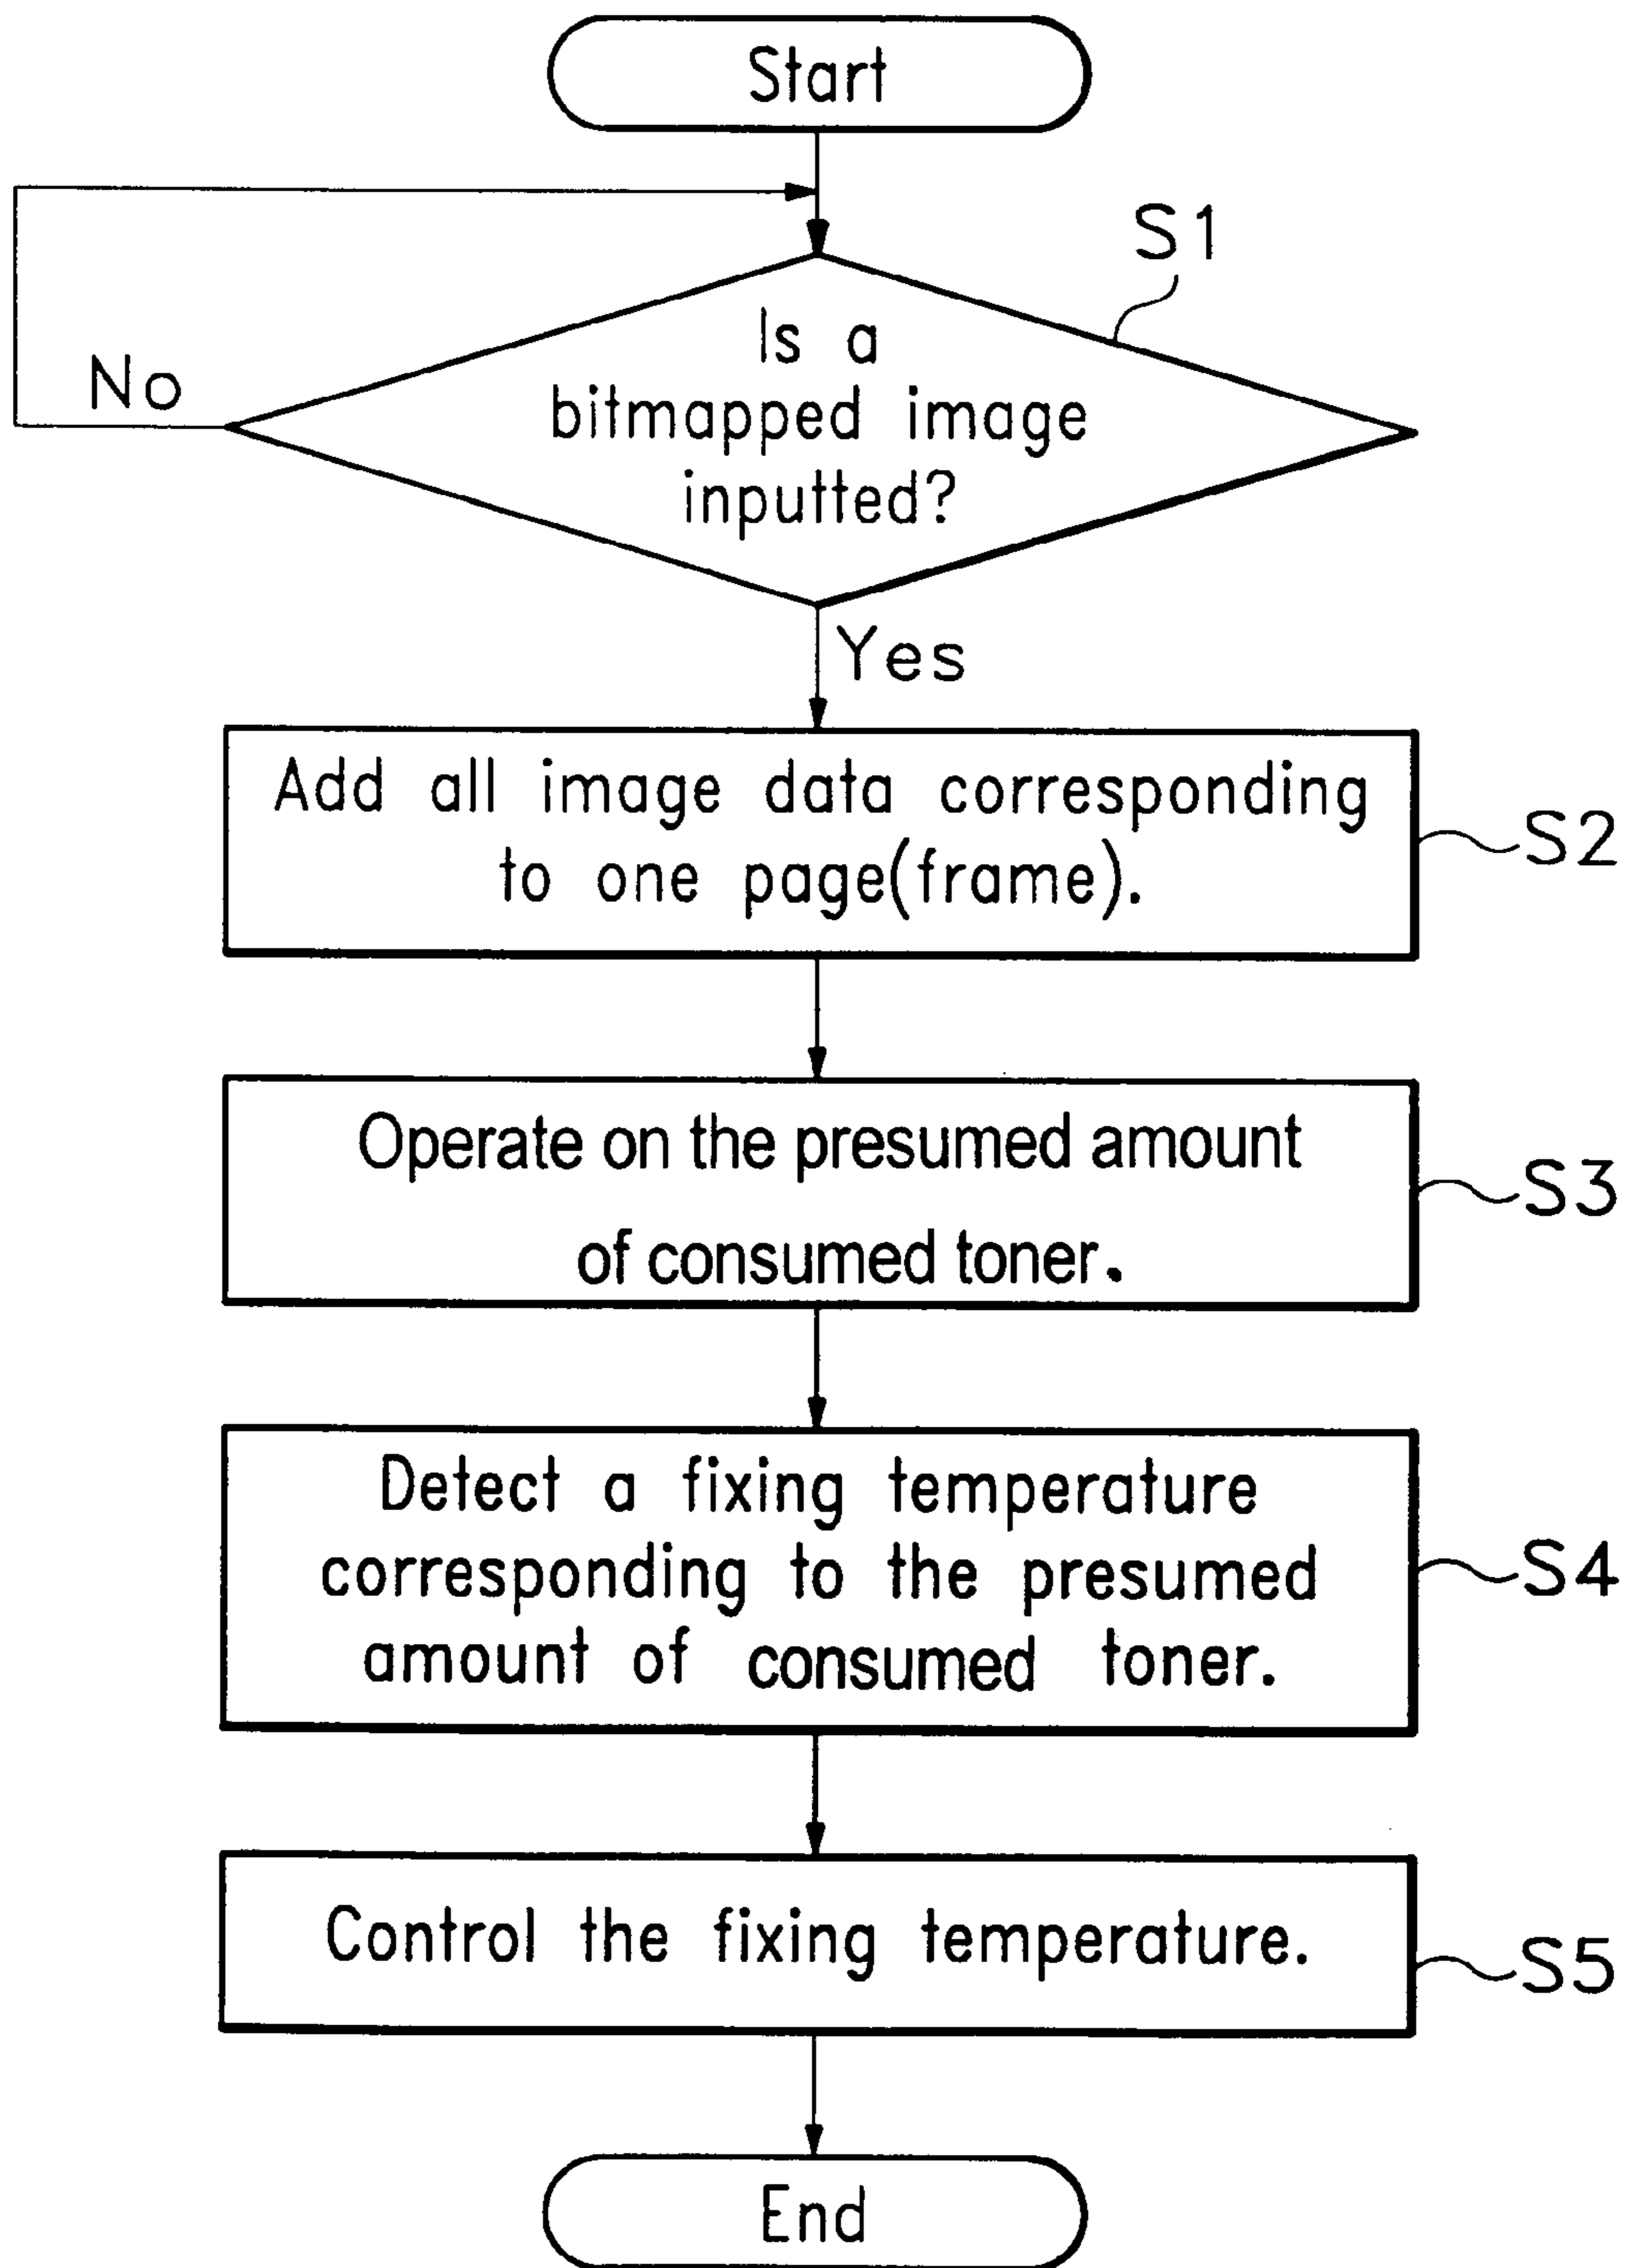 Start
S1
Is a
bitmapped image
inputted?
No
Yes
Add all image data corresponding
to one page(frame).
S2
Operate on the presumed amount
of consumed toner.
S3
Detect a fixing temperature
corresponding to the presumed
amount of consumed toner.
S4
Control the fixing temperature.
S5
End